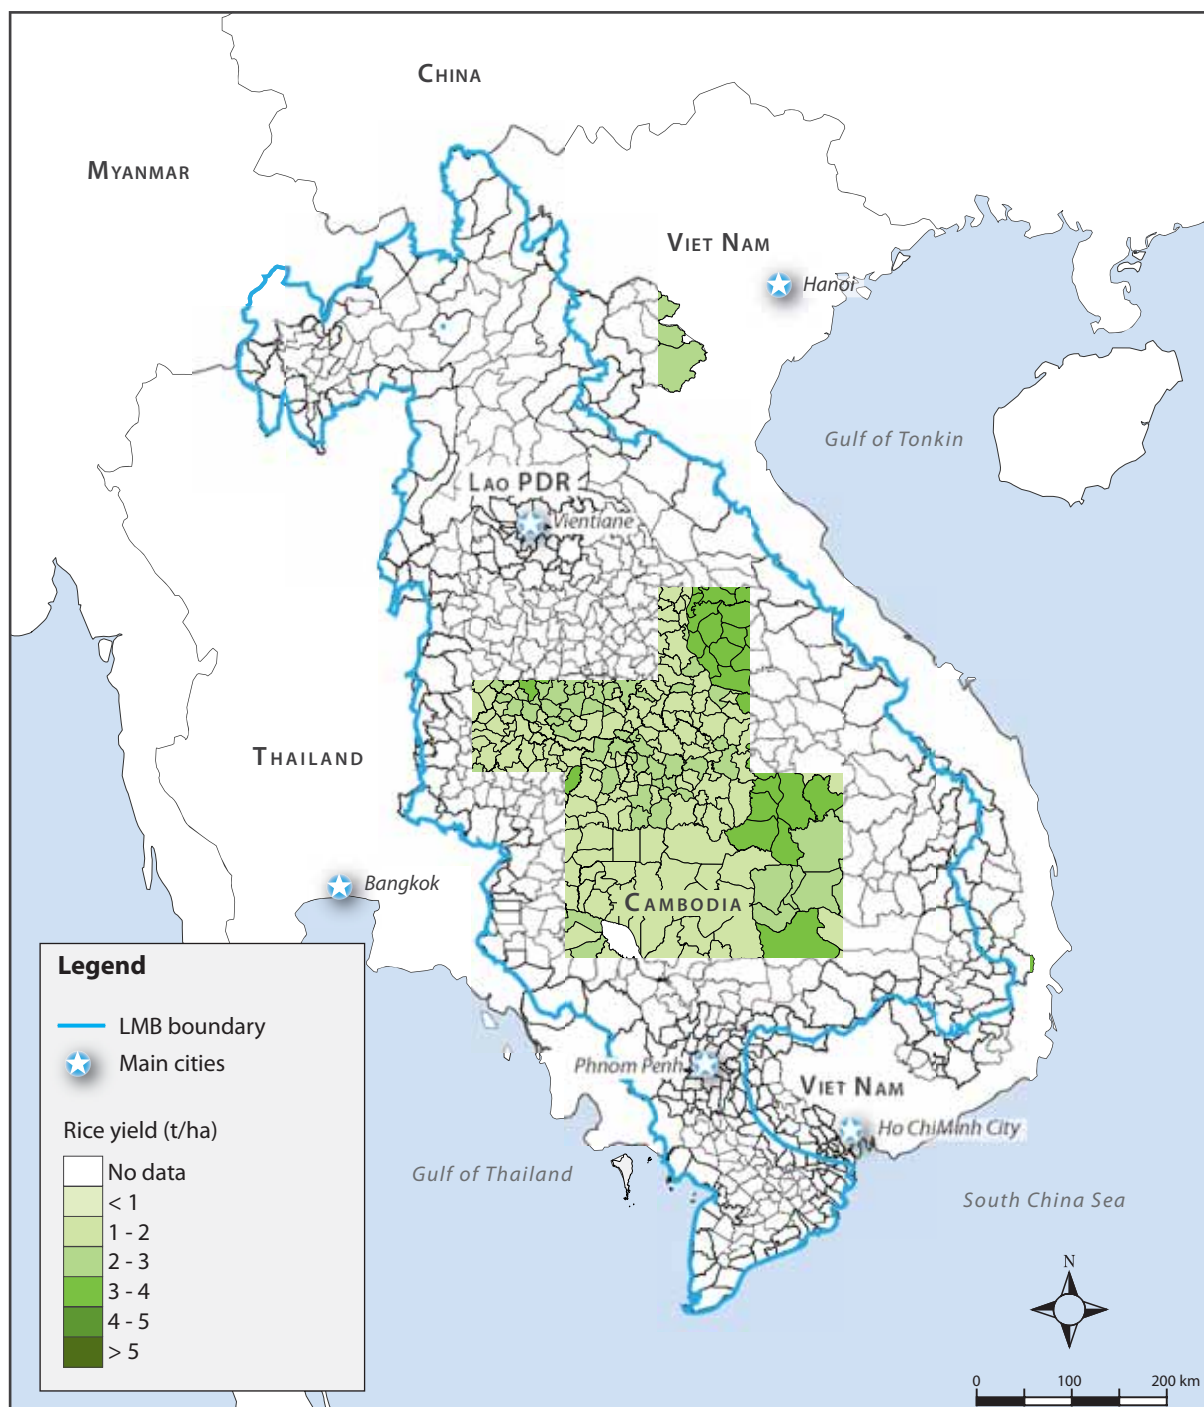 CHINA
MYANMAR
VIET NAM
Hanoi
Gulf of Tonkin
LAO PDR
Vientiane
THAILAND
Bangkok
CAMBODIA
Legend
LMB boundary
Main cities
Phnom Penh
VIET NAM
Ho ChiMinh City
Rice yield (t/ha)
No data
< 1
1 - 2
2 - 3
3 - 4
4 - 5
> 5
Gulf of Thailand
South China Sea
N
0 100 200 km